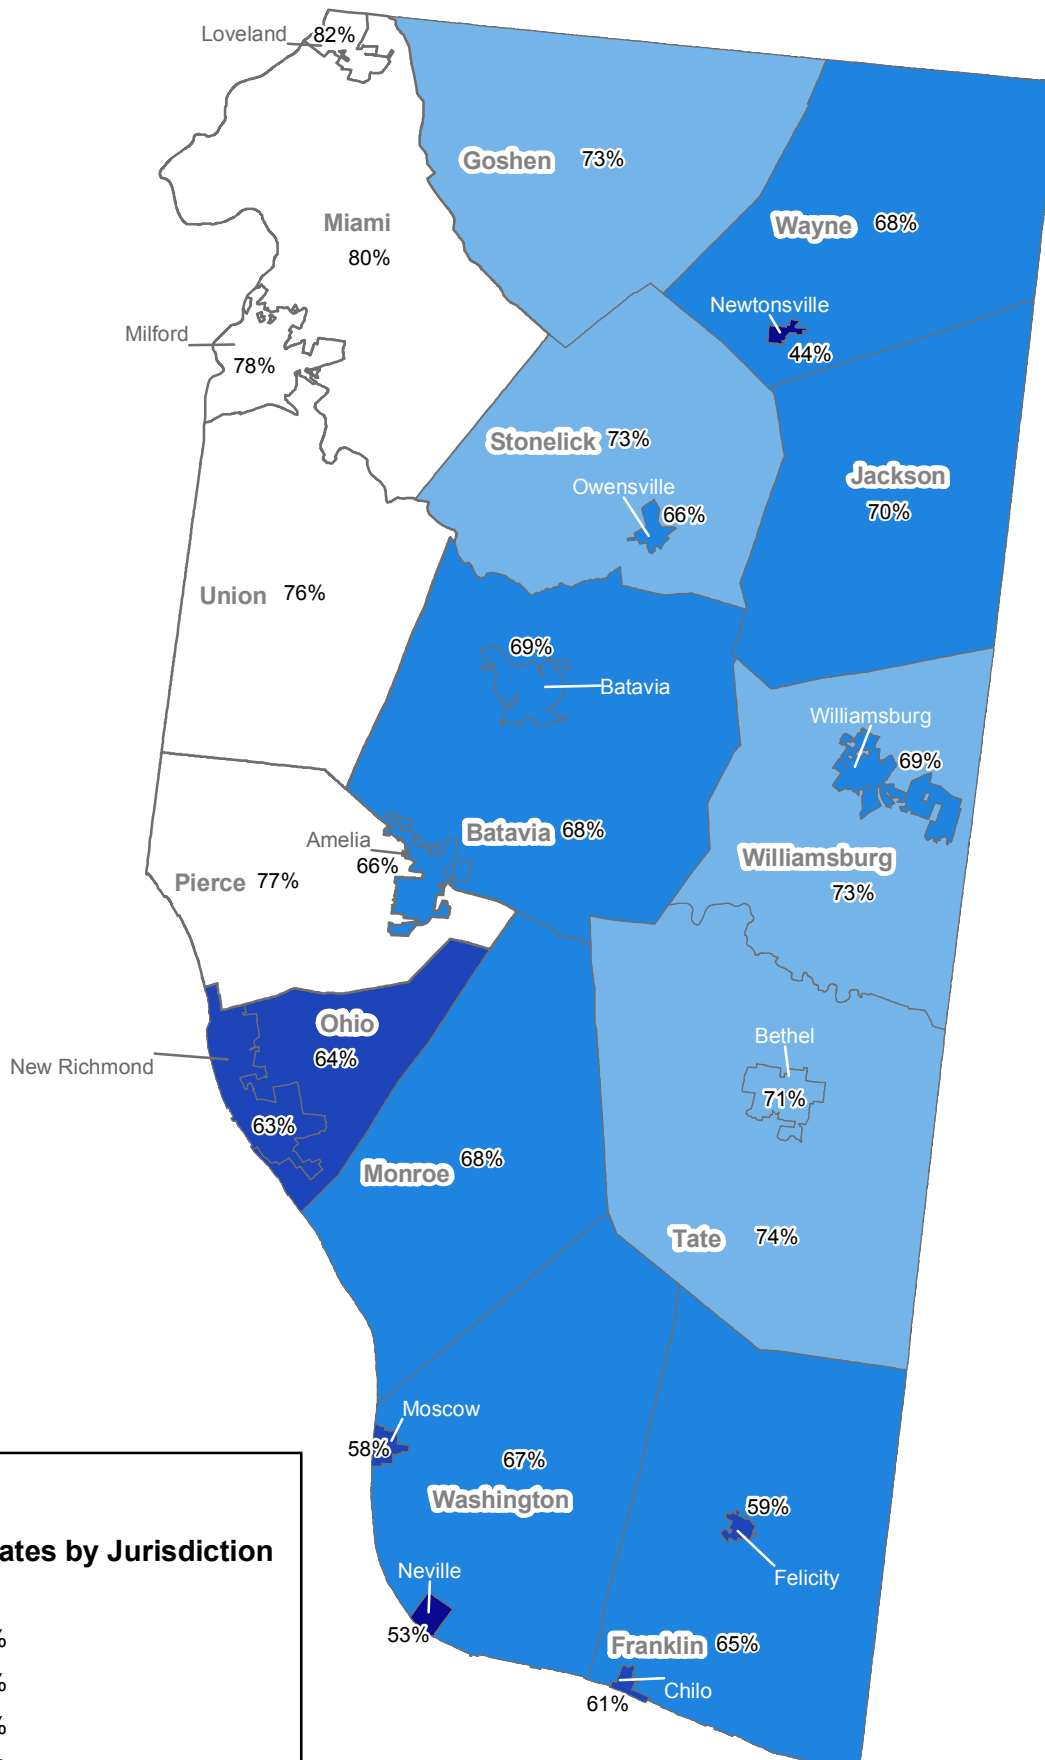 Loveland
82%
Goshen
73%
Miami
80%
Wayne
68%
Newtonsville
44%
Milford
78%
Stonelick
73%
Owensville
66%
Jackson
70%
Union
76%
69%
Batavia
Williamsburg
69%
Amelia
66%
Batavia
68%
Williamsburg
73%
Pierce
77%
Ohio
64%
New Richmond
63%
Bethel
71%
Monroe
68%
Tate
74%
Moscow
58%
67%
Washington
59%
Felicity
Neville
53%
Franklin
65%
Chilo
61%
ates by Jurisdiction
%
%
%